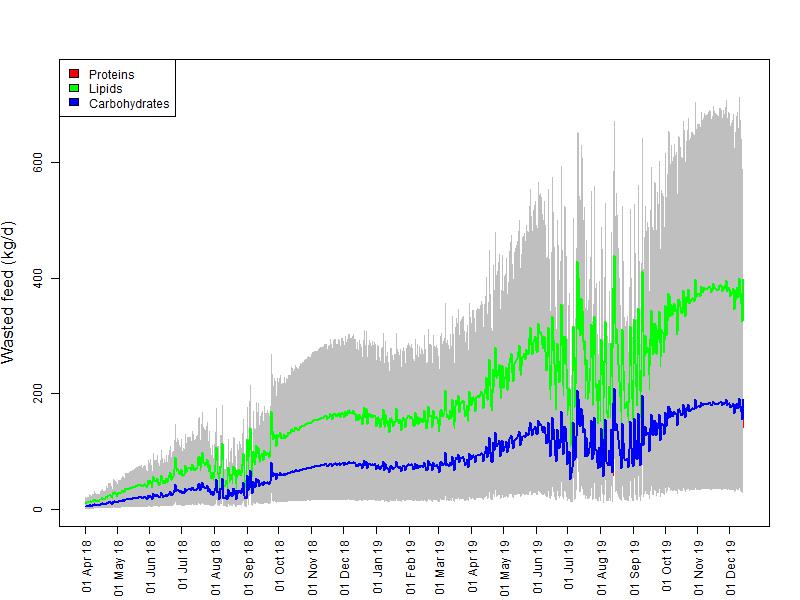 Proteins
Lipids
Carbohydrates
Wasted feed (kg/d)
600
400
200
0
01 Apr 18
01 May 18
01 Jun 18
01 Jul 18
01 Aug 18
01 Sep 18
01 Oct 18
01 Nov 18
01 Dec 18
01 Jan 19
01 Feb 19
01 Mar 19
01 Apr 19
01 May 19
01 Jun 19
01 Jul 19
01 Aug 19
01 Sep 19
01 Oct 19
01 Nov 19
01 Dec 19